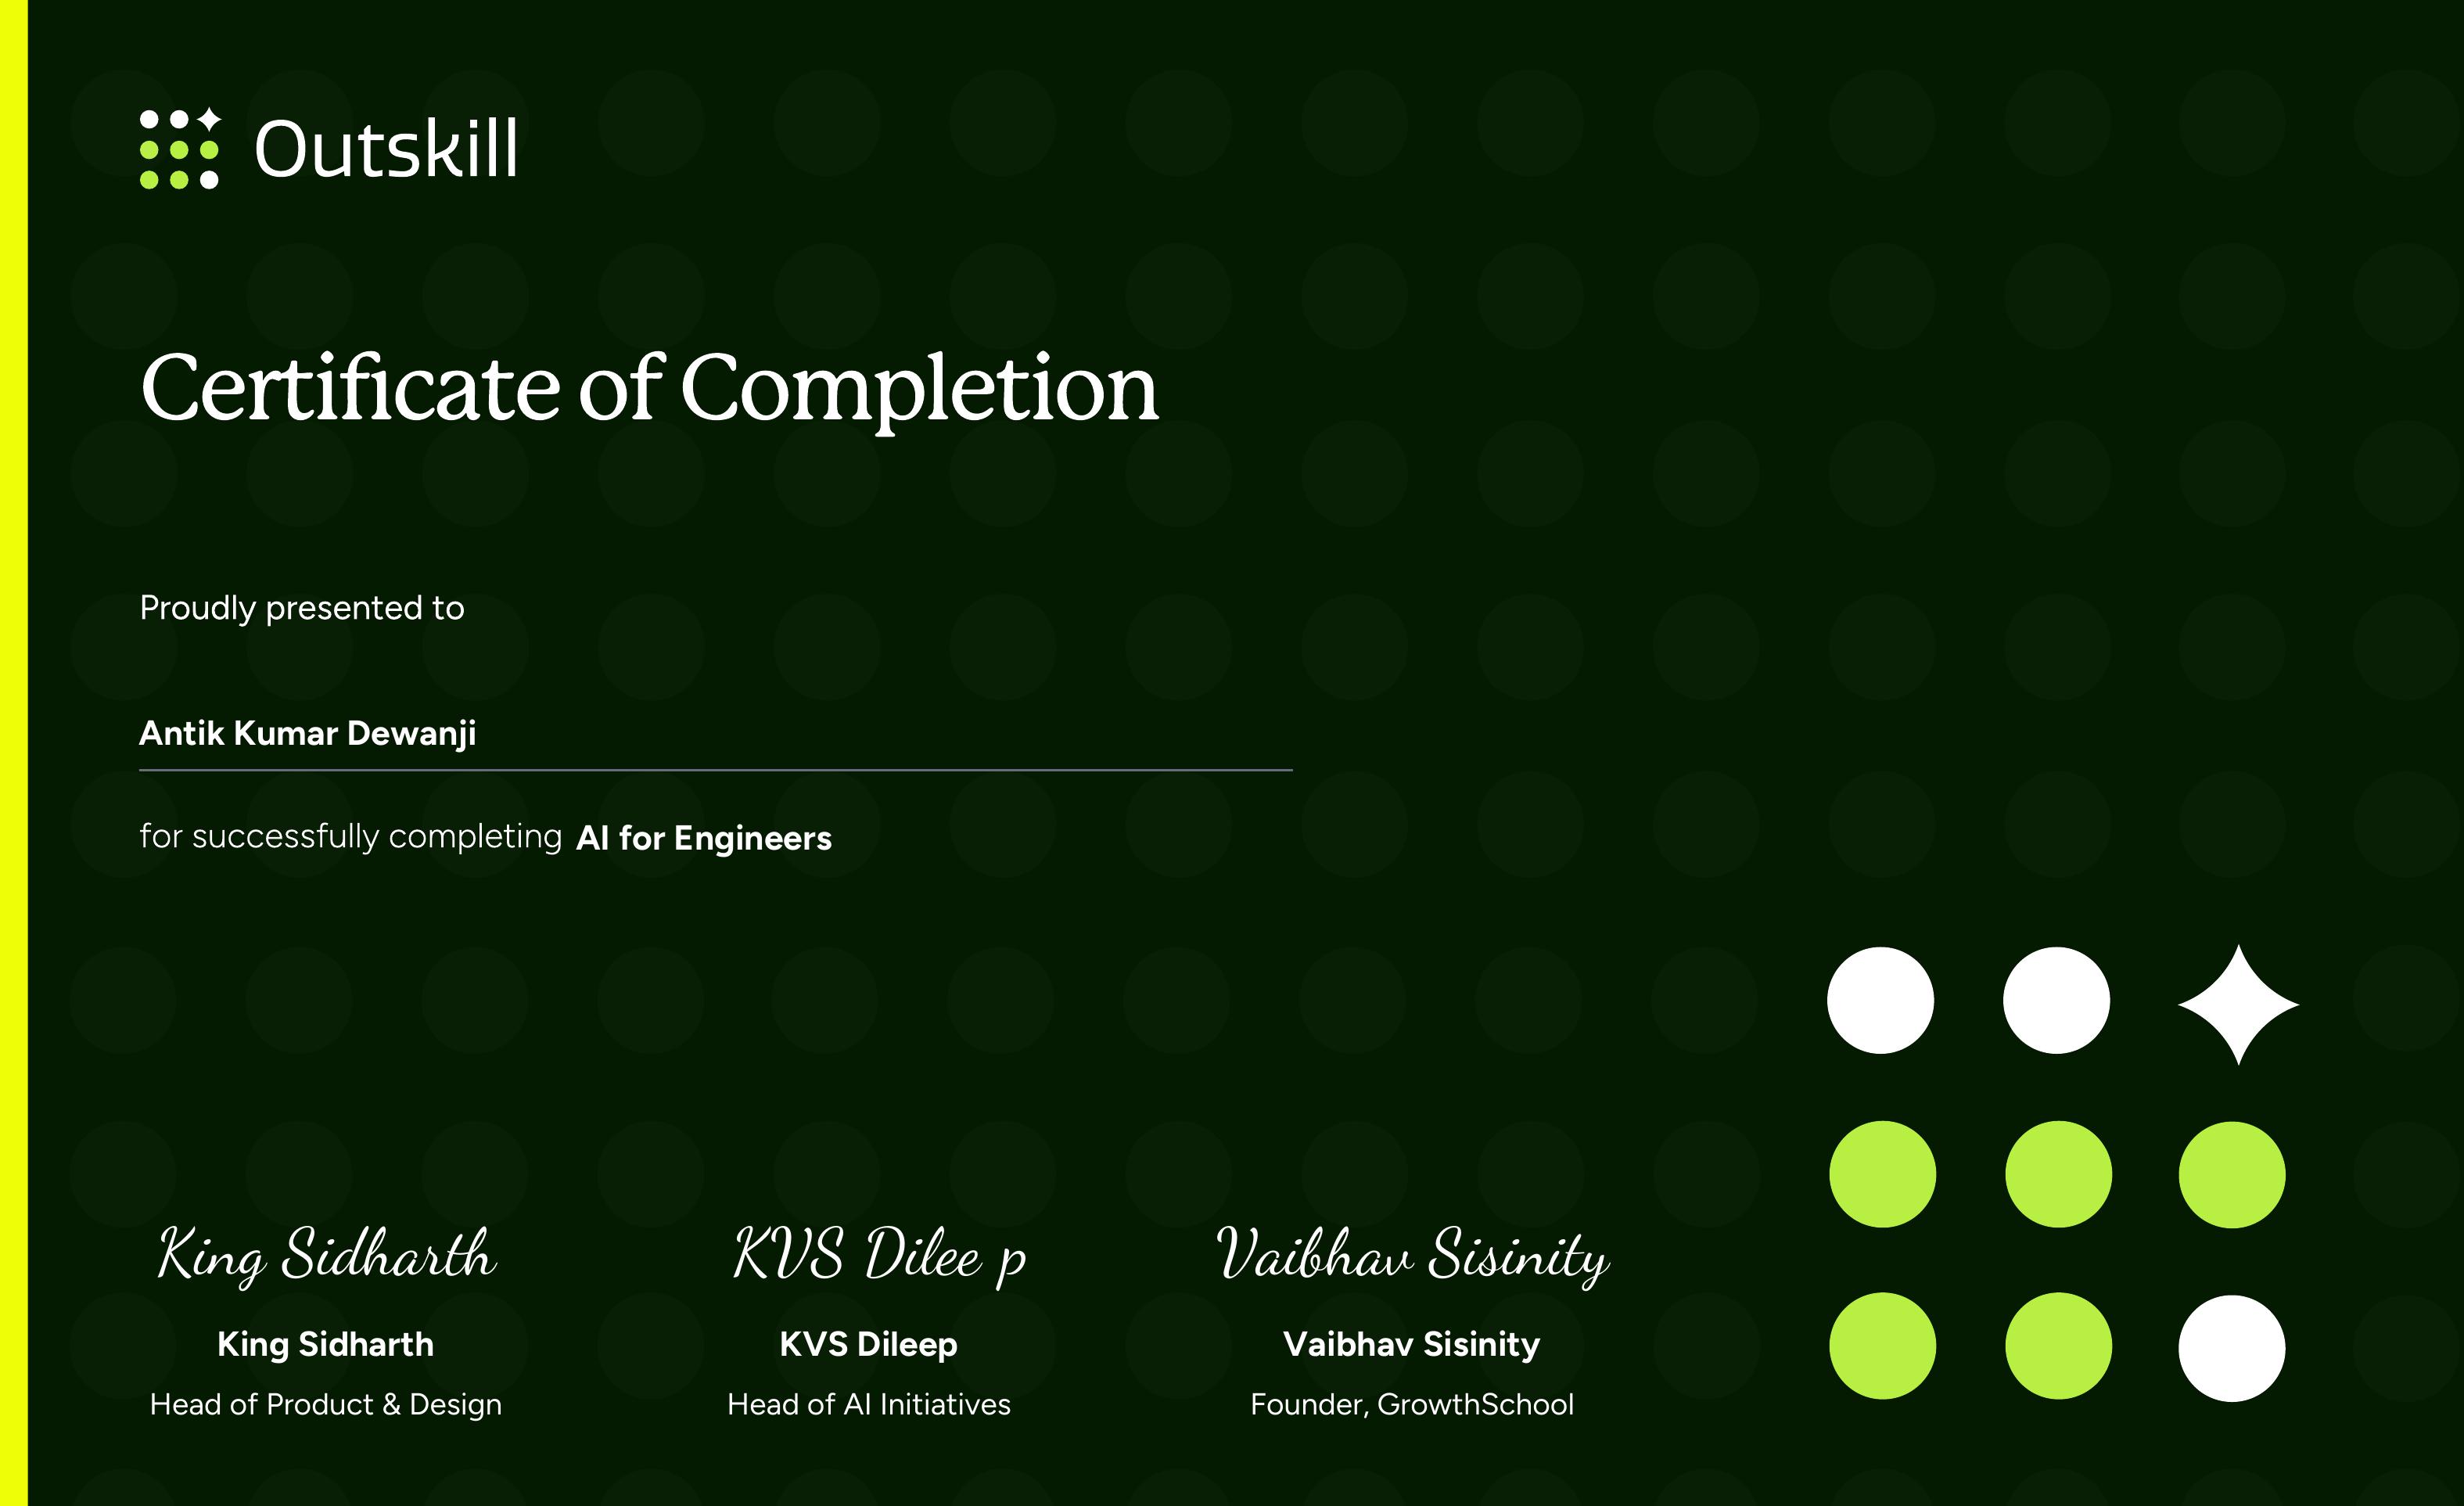 Outskill
Certificate of Completion
Proudly presented to
Antik Kumar Dewanji
for successfully completing AI for Engineers
King Sidharth
King Sidharth
Head of Product & Design
KVS Dilee p
KVS Dileep
Head of AI Initiatives
Vaibhav Sisinity
Vaibhav Sisinity
Founder, GrowthSchool